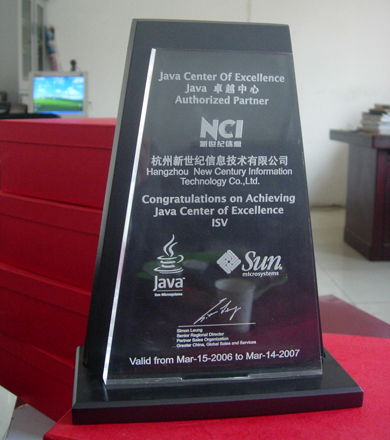 Java Center Of Excellence
Java 卓越中心
Authorized Partner
NCI
新世纪信息
杭州新世纪信息技术有限公司
Hangzhou New Century Information
Technology Co.,Ltd.
Congratulations on Achieving
Java Center of Excellence
ISV
Java
Sun Microsystems
Sun
microsystems
Simon Leung
Senior Regional Director
Partner Sales Organization
Greater China, Global Sales and Services
Valid from Mar-15-2006 to Mar-14-2007